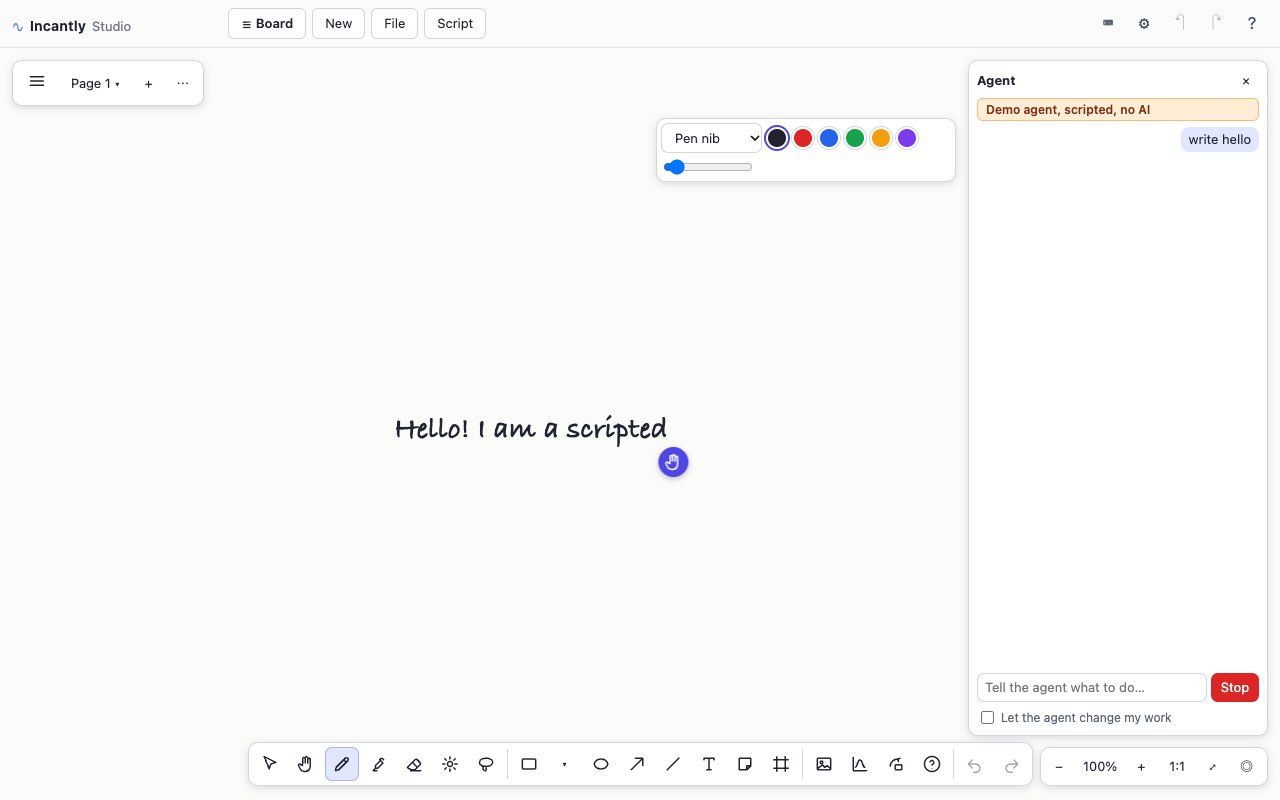 Incantly Studio
Board New File Script
?
Page 1
Agent
Demo agent, scripted, no AI
write hello
Pen nib
Hello! I am a scripted
Tell the agent what to do...
Stop
Let the agent change my work
T
− 100% + 1:1